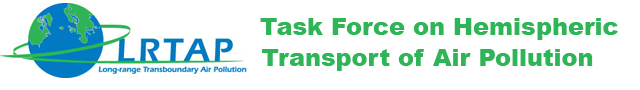 LRTAP
Long-range Transboundary Air Pollution
Task Force on Hemispheric
Transport of Air Pollution